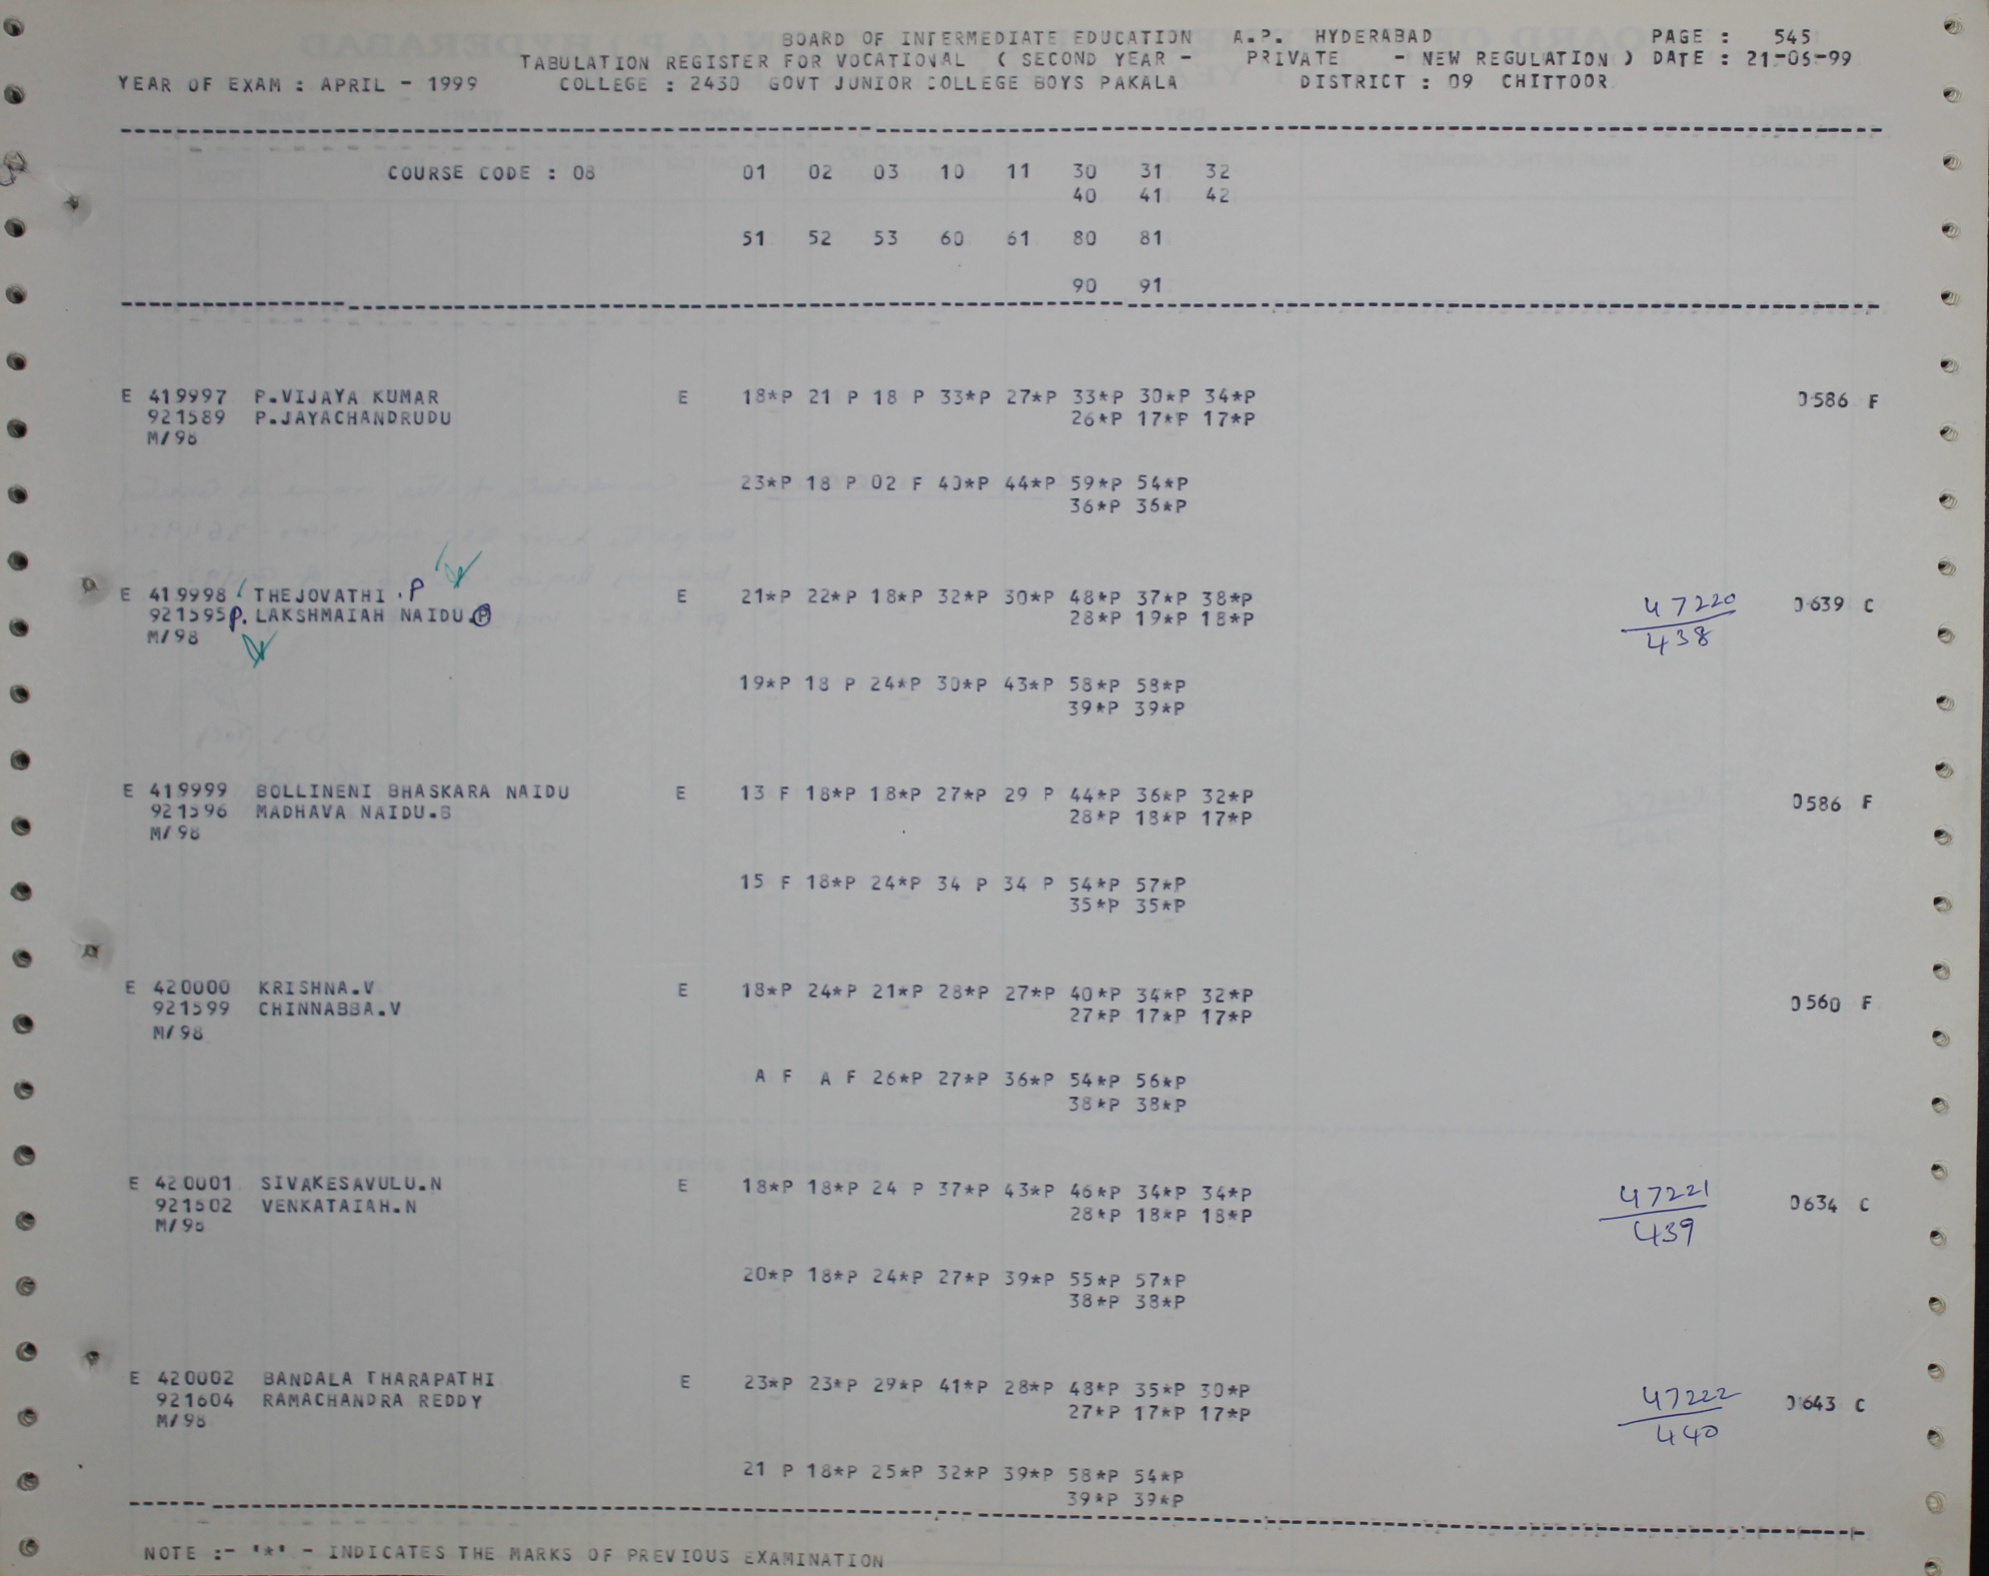 BOARD OF INTERMEDIATE EDUCATION A.P. HYDERABAD PAGE : 545
TABULATION REGISTER FOR VOCATIONAL ( SECOND YEAR - PRIVATE - NEW REGULATION ) DATE : 21-06-99
YEAR OF EXAM : APRIL - 1999 COLLEGE : 2430 GOVT JUNIOR COLLEGE BOYS PAKALA DISTRICT : 09 CHITTOOR
COURSE CODE : 08 01 02 03 10 11 30 31 32
40 41 42
51 52 53 60 61 80 81
90 91
E 419997 P.VIJAYA KUMAR E 18*P 21 P 18 P 33*P 27*P 33*P 30*P 34*P 0586 F
921589 P.JAYACHANDRUDU 26*P 17*P 17*P
M/98
23*P 18 P 02 F 40*P 44*P 59*P 54*P
36*P 36*P
E 419998 THEJOVATHI .P E 21*P 22*P 18*P 32*P 30*P 48*P 37*P 38*P 47220 0639 C
921595 P. LAKSHMAIAH NAIDU.P 28*P 19*P 18*P 438
M/98
19*P 18 P 24*P 30*P 43*P 58*P 58*P
39*P 39*P
E 419999 BOLLINENI BHASKARA NAIDU E 13 F 18*P 18*P 27*P 29 P 44*P 36*P 32*P 0586 F
921596 MADHAVA NAIDU.B 28*P 18*P 17*P
M/98
15 F 18*P 24*P 34 P 34 P 54*P 57*P
35*P 35*P
E 420000 KRISHNA.V E 18*P 24*P 21*P 28*P 27*P 40*P 34*P 32*P 0560 F
921599 CHINNABBA.V 27*P 17*P 17*P
M/98
A F A F 26*P 27*P 36*P 54*P 56*P
38*P 38*P
E 420001 SIVAKESAVULU.N E 18*P 18*P 24 P 37*P 43*P 46*P 34*P 34*P 47221 0634 C
921602 VENKATAIAH.N 28*P 18*P 18*P 439
M/98
20*P 18*P 24*P 27*P 39*P 55*P 57*P
38*P 38*P
E 420002 BANDALA THARAPATHI E 23*P 23*P 29*P 41*P 28*P 48*P 35*P 30*P 47222 0643 C
921604 RAMACHANDRA REDDY 27*P 17*P 17*P 440
M/98
21 P 18*P 25*P 32*P 39*P 58*P 54*P
39*P 39*P
NOTE :- '*' - INDICATES THE MARKS OF PREVIOUS EXAMINATION